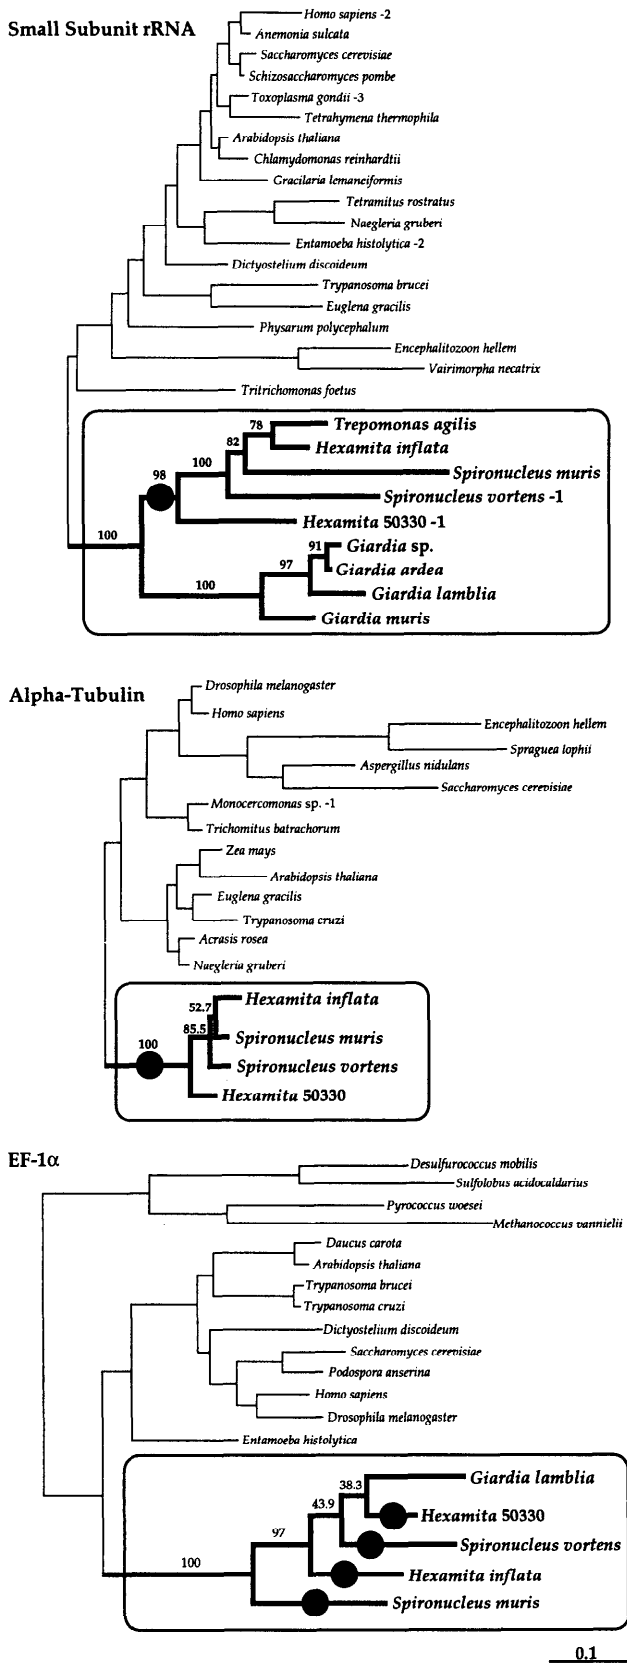 Small Subunit rRNA
Homo sapiens -2
Anemonia sulcata
Saccharomyces cerevisiae
Schizosaccharomyces pombe
Toxoplasma gondii -3
Tetrahymena thermophila
Arabidopsis thaliana
Chlamydomonas reinhardtii
Gracilaria lemaneiformis
Tetramitus rostratus
Naegleria gruberi
Entamoeba histolytica -2
Dictyostelium discoideum
Trypanosoma brucei
Euglena gracilis
Physarum polycephalum
Encephalitozoon hellem
Vairimorpha necatrix
Tritrichomonas foetus
78 Trepomonas agilis
82 Hexamita inflata
98 100 Spironucleus muris
Spironucleus vortens -1
Hexamita 50330 -1
100 91 Giardia sp.
97 Giardia ardea
100 Giardia lamblia
Giardia muris
Alpha-Tubulin
Drosophila melanogaster
Homo sapiens
Encephalitozoon hellem
Spraguea lophii
Aspergillus nidulans
Saccharomyces cerevisiae
Monocercomonas sp. -1
Trichomitus batrachorum
Zea mays
Arabidopsis thaliana
Euglena gracilis
Trypanosoma cruzi
Acrasis rosea
Naegleria gruberi
52.7 Hexamita inflata
85.5 Spironucleus muris
100 Spironucleus vortens
Hexamita 50330
EF-1α
Desulfurococcus mobilis
Sulfolobus acidocaldarius
Pyrococcus woesei
Methanococcus vannielii
Daucus carota
Arabidopsis thaliana
Trypanosoma brucei
Trypanosoma cruzi
Dictyostelium discoideum
Saccharomyces cerevisiae
Podospora anserina
Homo sapiens
Drosophila melanogaster
Entamoeba histolytica
38.3 Giardia lamblia
43.9 Hexamita 50330
97 Spironucleus vortens
100 Hexamita inflata
Spironucleus muris
0.1